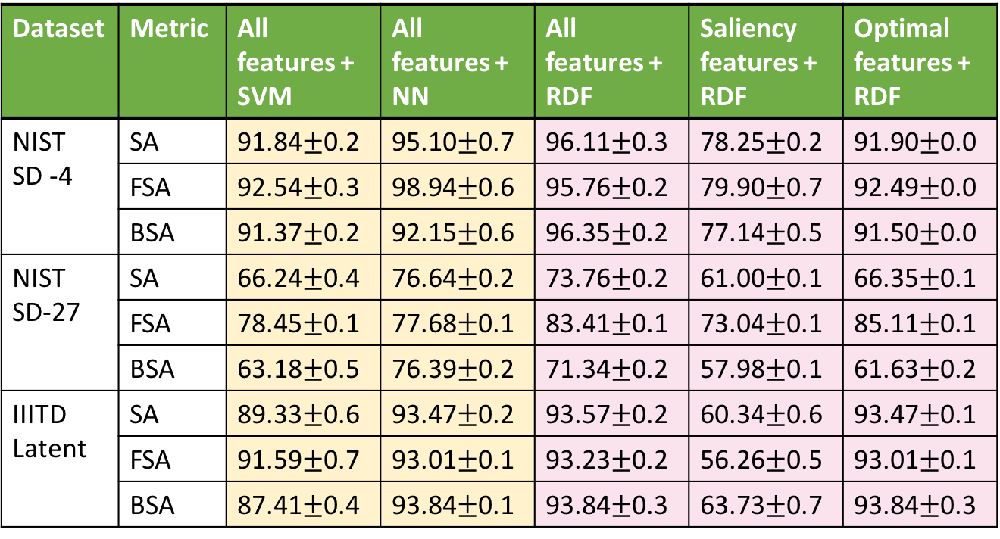 Dataset Metric All features + SVM All features + NN All features + RDF Saliency features + RDF Optimal features + RDF
NIST SD -4 SA 91.84±0.2 95.10±0.7 96.11±0.3 78.25±0.2 91.90±0.0
FSA 92.54±0.3 98.94±0.6 95.76±0.2 79.90±0.7 92.49±0.0
BSA 91.37±0.2 92.15±0.6 96.35±0.2 77.14±0.5 91.50±0.0
NIST SD-27 SA 66.24±0.4 76.64±0.2 73.76±0.2 61.00±0.1 66.35±0.1
FSA 78.45±0.1 77.68±0.1 83.41±0.1 73.04±0.1 85.11±0.1
BSA 63.18±0.5 76.39±0.2 71.34±0.2 57.98±0.1 61.63±0.2
IIITD Latent SA 89.33±0.6 93.47±0.2 93.57±0.2 60.34±0.6 93.47±0.1
FSA 91.59±0.7 93.01±0.1 93.23±0.2 56.26±0.5 93.01±0.1
BSA 87.41±0.4 93.84±0.1 93.84±0.3 63.73±0.7 93.84±0.3